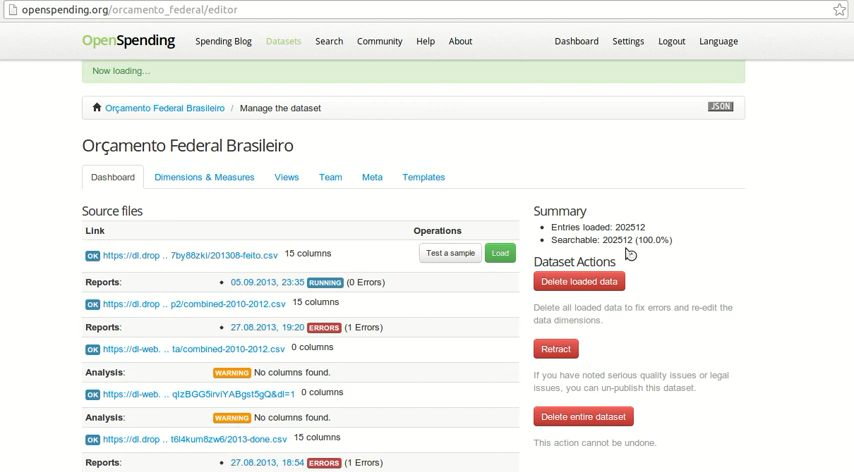 openspending.org/orcamento_federal/editor
OpenSpending Spending Blog Datasets Search Community Help About Dashboard Settings Logout Language
Now loading...
Orçamento Federal Brasileiro / Manage the dataset JSON
Orçamento Federal Brasileiro
Dashboard Dimensions & Measures Views Team Meta Templates
Source files
Link Operations
OK https://dl.drop .. 7by88zki/201308-feito.csv 15 columns Test a sample Load
Reports: • 05.09.2013, 23:35 RUNNING (0 Errors)
OK https://dl.drop .. p2/combined-2010-2012.csv 15 columns
Reports: • 27.08.2013, 19:20 ERRORS (1 Errors)
OK https://dl-web. .. ta/combined-2010-2012.csv 0 columns
Analysis: WARNING No columns found.
OK https://dl-web. .. qIzBGG5irviYABgst5gQ&dl=1 0 columns
Analysis: WARNING No columns found.
OK https://dl.drop .. t6l4kum8zw6/2013-done.csv 15 columns
Reports: • 27.08.2013, 18:54 ERRORS (1 Errors)
Summary
• Entries loaded: 202512
• Searchable: 202512 (100.0%)
Dataset Actions
Delete loaded data
Delete all loaded data to fix errors and re-edit the
data dimensions.
Retract
If you have noted serious quality issues or legal
issues, you can un-publish this dataset.
Delete entire dataset
This action cannot be undone.